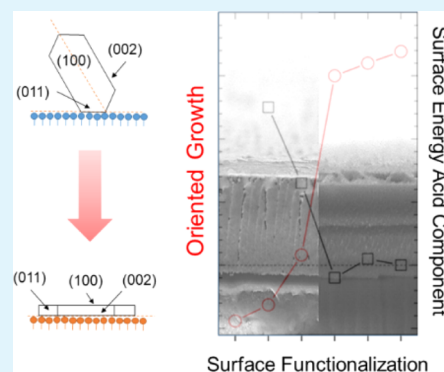 (100)
(002)
(011)
(100)
(011)
(002)
Oriented Growth
Surface Energy Acid Component
Surface Functionalization